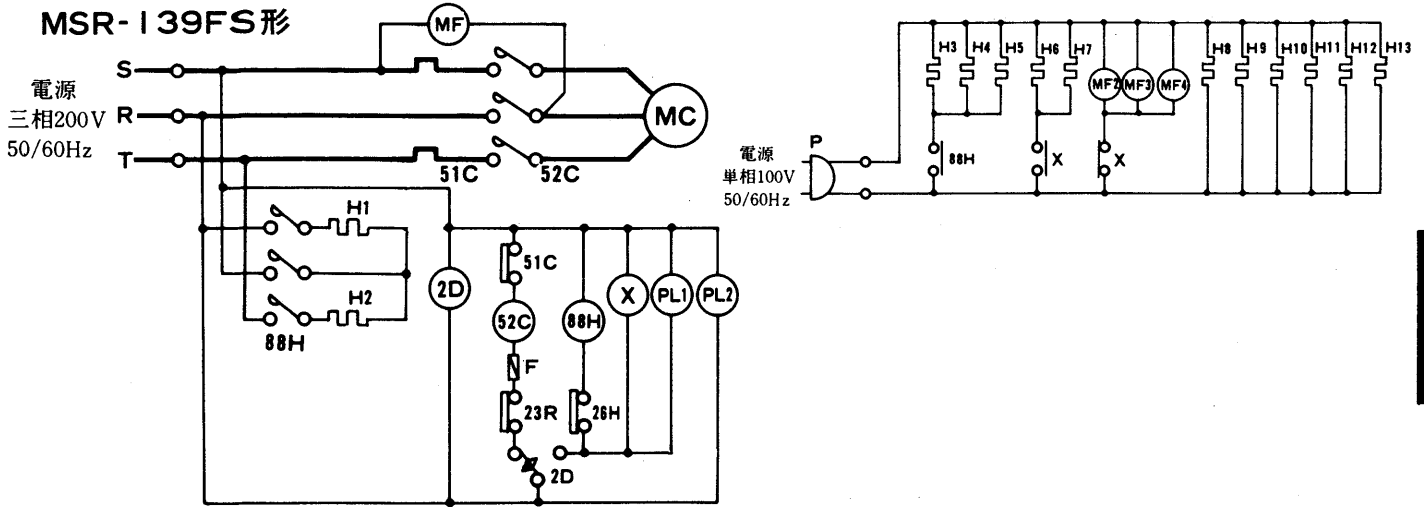 MSR-139FS形
MF
S
電源
三相200V
R
50/60Hz
T
MC
51C
52C
H1
H2
88H
2D
51C
52C
F
23R
88H
26H
X
PL1
PL2
2D
H3
H4
H5
H6
H7
MF2
MF3
MF4
H8
H9
H10
H11
H12
H13
P
電源
単相100V
50/60Hz
88H
X
X